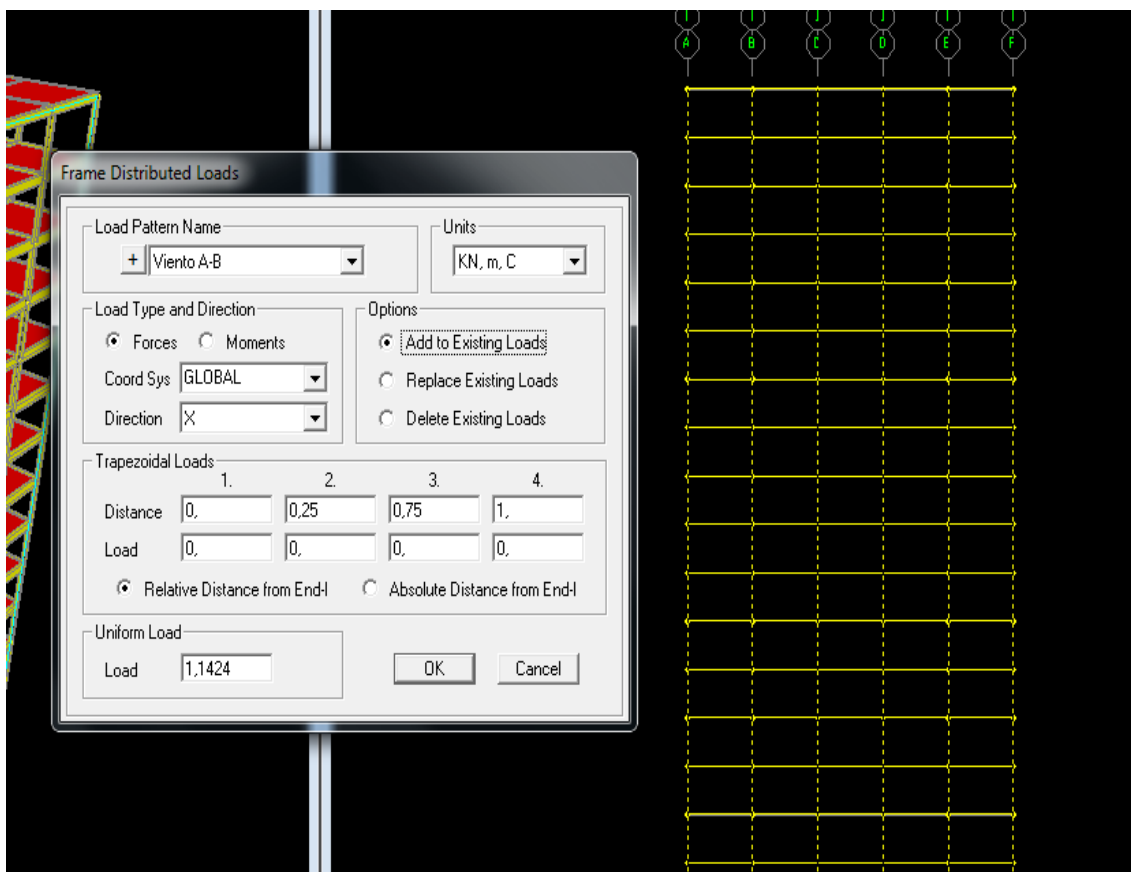 A B C D E F
Frame Distributed Loads
Load Pattern Name Units
+ Viento A-B KN, m, C
Load Type and Direction Options
Forces Moments Add to Existing Loads
Coord Sys GLOBAL Replace Existing Loads
Direction X Delete Existing Loads
Trapezoidal Loads
1. 2. 3. 4.
Distance 0, 0,25 0,75 1,
Load 0, 0, 0, 0,
Relative Distance from End-I Absolute Distance from End-I
Uniform Load
Load 1,1424 OK Cancel